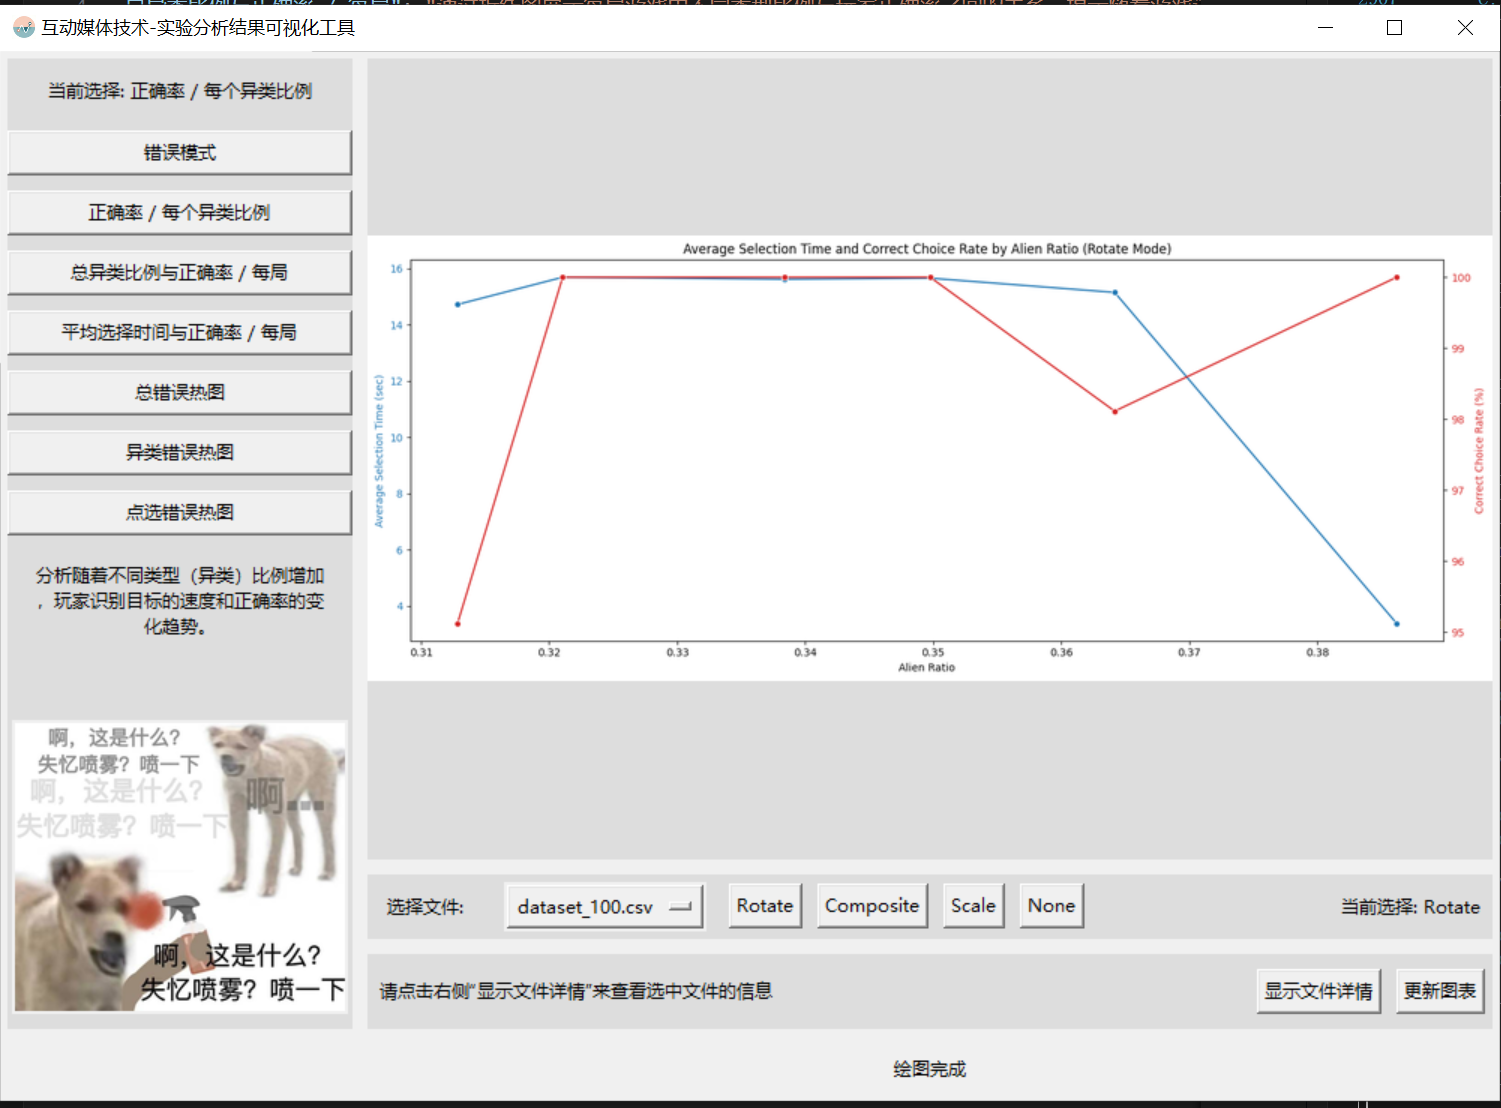 互动媒体技术-实验分析结果可视化工具
当前选择: 正确率 / 每个异类比例
错误模式
正确率 / 每个异类比例
总异类比例与正确率 / 每局
平均选择时间与正确率 / 每局
总错误热图
异类错误热图
点选错误热图
分析随着不同类型（异类）比例增加
，玩家识别目标的速度和正确率的变
化趋势。
啊，这是什么?
失忆喷雾? 喷一下
啊，这是什么?
失忆喷雾? 喷一下
啊...
啊，这是什么?
失忆喷雾? 喷一下
Average Selection Time and Correct Choice Rate by Alien Ratio (Rotate Mode)
Average Selection Time (sec)
16
14
12
10
8
6
4
0.31 0.32 0.33 0.34 0.35 0.36 0.37 0.38
Alien Ratio
100
99
98
97
96
95
Correct Choice Rate (%)
选择文件: dataset_100.csv Rotate Composite Scale None 当前选择: Rotate
请点击右侧“显示文件详情”来查看选中文件的信息 显示文件详情 更新图表
绘图完成